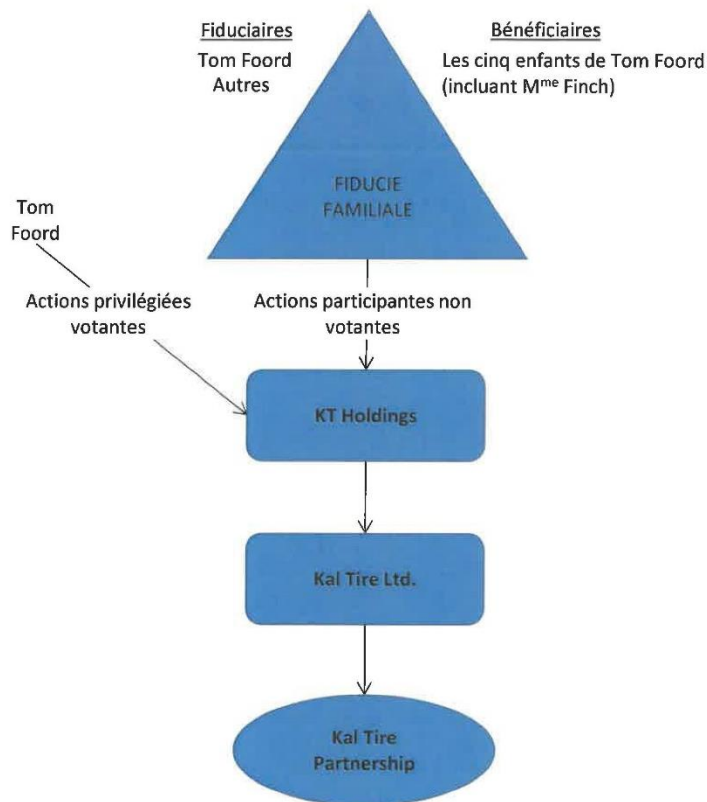 Fiduciaires
Tom Foord
Autres
Bénéficiaires
Les cinq enfants de Tom Foord
(incluant Mme Finch)
FIDUCIE
FAMILIALE
Tom
Foord
Actions privilégiées
votantes
Actions participantes non
votantes
KT Holdings
Kal Tire Ltd.
Kal Tire
Partnership